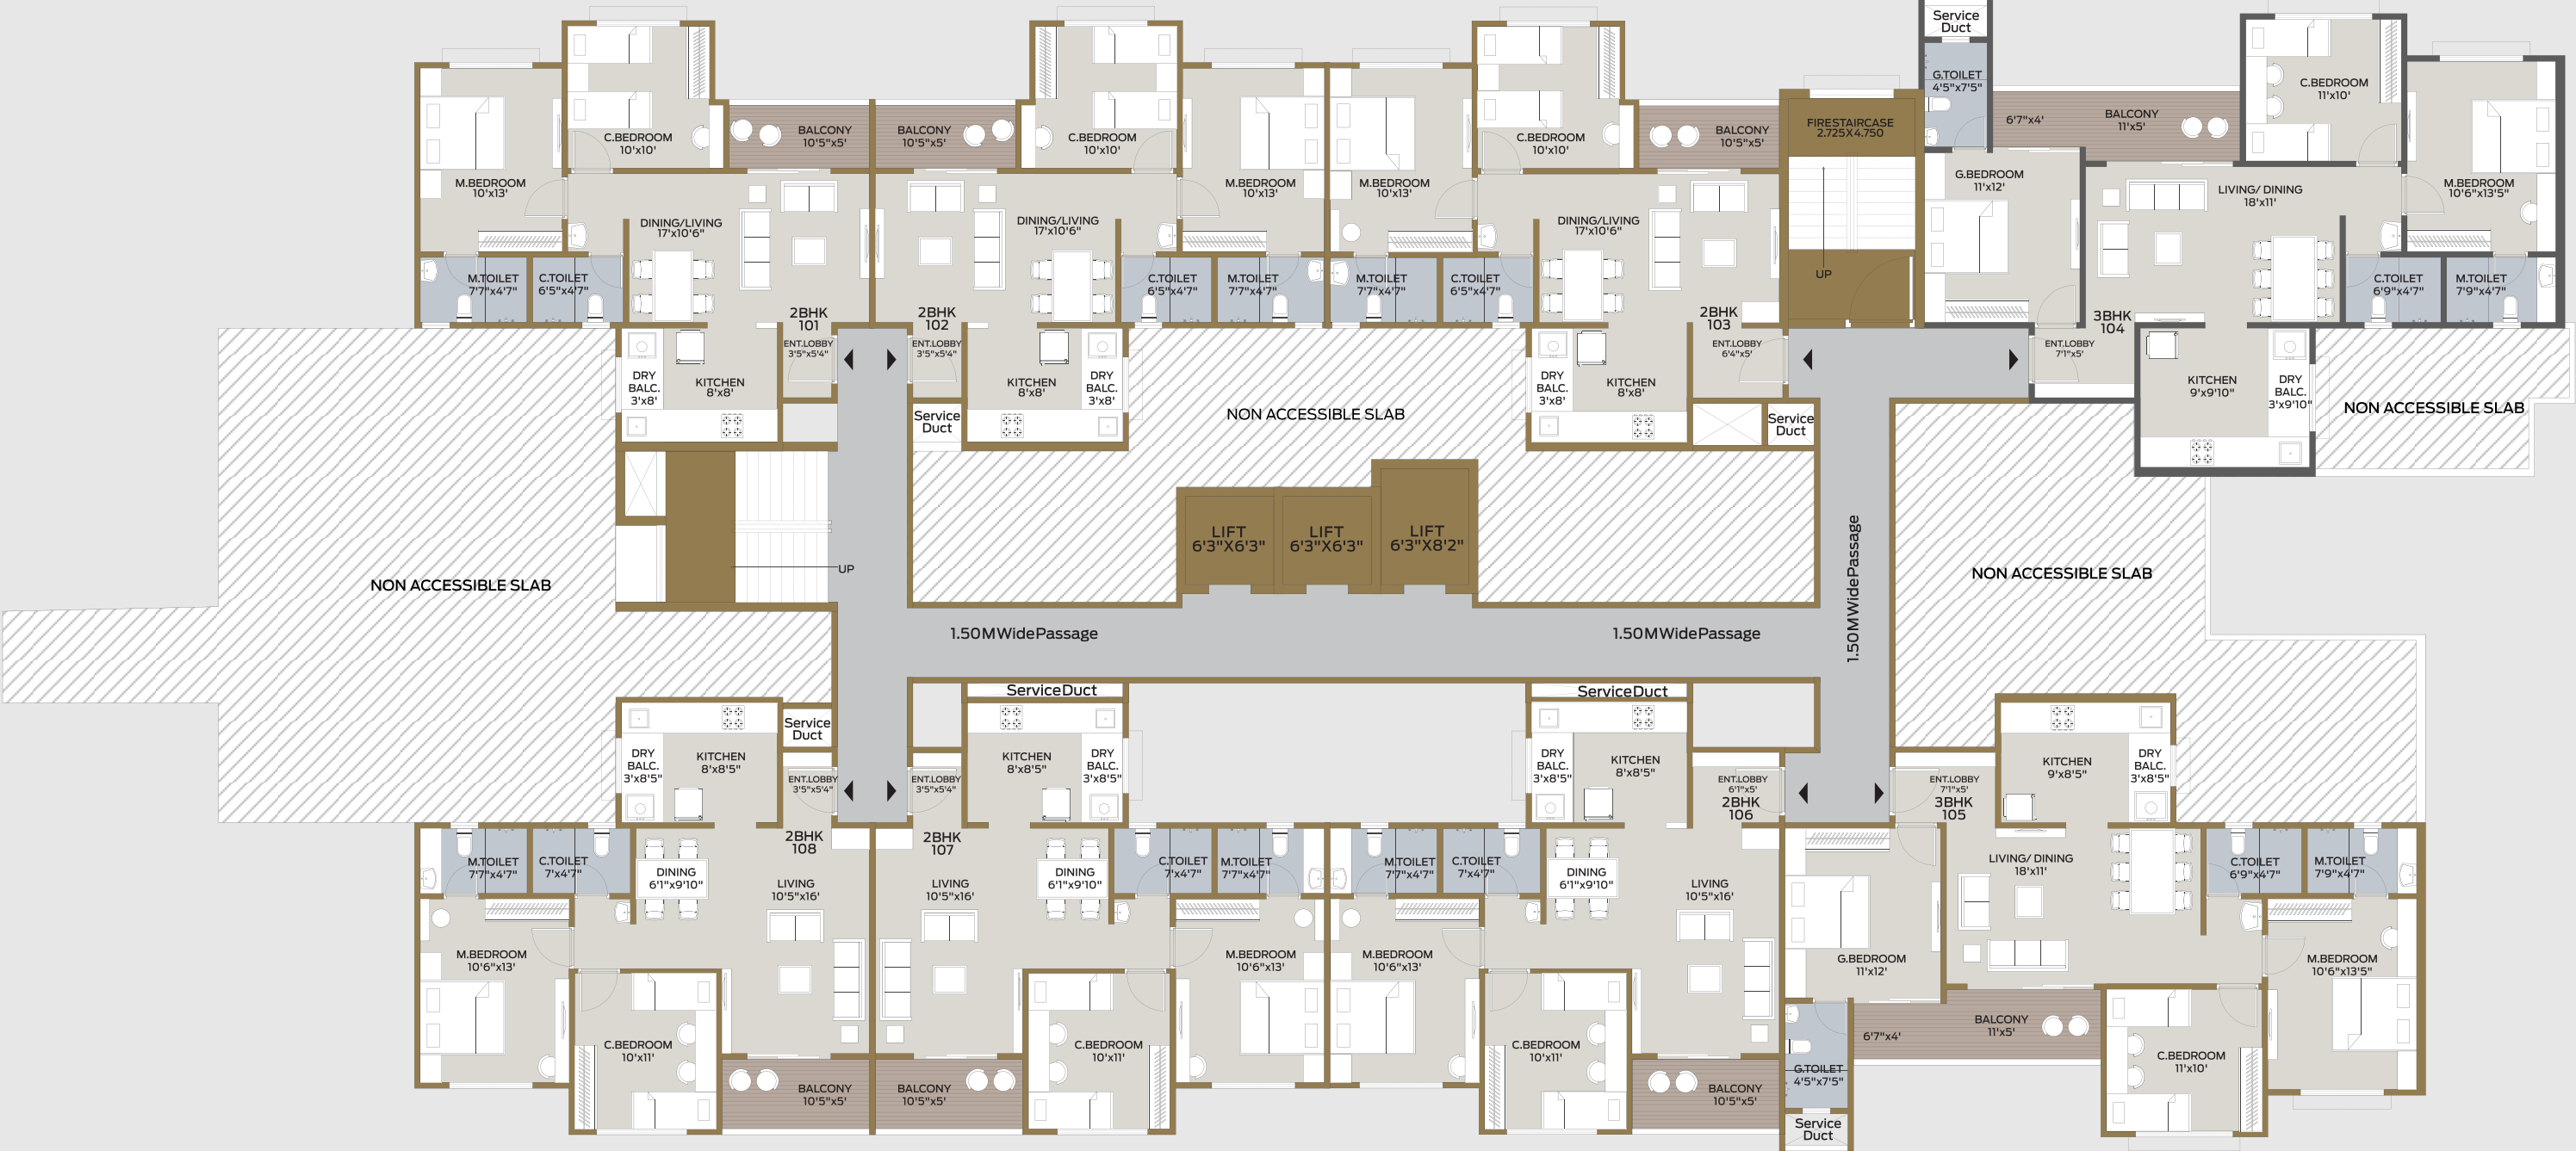 M.BEDROOM
10'x13'
C.BEDROOM
10'x10'
BALCONY
10'5"x5'
DINING/LIVING
17'x10'6"
M.TOILET
7'7"x4'7"
C.TOILET
6'5"x4'7"
2BHK
101
ENT.LOBBY
3'5"x5'4"
DRY
BALC.
3'x8'
KITCHEN
8'x8'
BALCONY
10'5"x5'
C.BEDROOM
10'x10'
M.BEDROOM
10'x13'
DINING/LIVING
17'x10'6"
C.TOILET
6'5"x4'7"
M.TOILET
7'7"x4'7"
2BHK
102
ENT.LOBBY
3'5"x5'4"
KITCHEN
8'x8'
DRY
BALC.
3'x8'
Service
Duct
M.BEDROOM
10'x13'
C.BEDROOM
10'x10'
BALCONY
10'5"x5'
DINING/LIVING
17'x10'6"
M.TOILET
7'7"x4'7"
C.TOILET
6'5"x4'7"
2BHK
103
ENT.LOBBY
6'4"x5'
DRY
BALC.
3'x8'
KITCHEN
8'x8'
Service
Duct
FIRESTAIRCASE
2.725X4.750
UP
Service
Duct
G.TOILET
4'5"x7'5"
6'7"x4'
BALCONY
11'x5'
C.BEDROOM
11'x10'
G.BEDROOM
11'x12'
LIVING/ DINING
18'x11'
M.BEDROOM
10'6"x13'5"
C.TOILET
6'9"x4'7"
M.TOILET
7'9"x4'7"
3BHK
104
ENT.LOBBY
7'1"x5'
KITCHEN
9'x9'10"
DRY
BALC.
3'x9'10"
NON ACCESSIBLE SLAB
NON ACCESSIBLE SLAB
NON ACCESSIBLE SLAB
UP
LIFT
6'3"X6'3"
LIFT
6'3"X6'3"
LIFT
6'3"X8'2"
NON ACCESSIBLE SLAB
1.50MWidePassage
1.50MWidePassage
1.50MWidePassage
DRY
BALC.
3'x8'5"
KITCHEN
8'x8'5"
Service
Duct
ENT.LOBBY
3'5"x5'4"
2BHK
108
M.TOILET
7'7"x4'7"
C.TOILET
7'x4'7"
DINING
6'1"x9'10"
LIVING
10'5"x16'
M.BEDROOM
10'6"x13'
C.BEDROOM
10'x11'
BALCONY
10'5"x5'
ServiceDuct
KITCHEN
8'x8'5"
DRY
BALC.
3'x8'5"
ENT.LOBBY
3'5"x5'4"
2BHK
107
LIVING
10'5"x16'
DINING
6'1"x9'10"
C.TOILET
7'x4'7"
M.TOILET
7'7"x4'7"
M.BEDROOM
10'6"x13'
C.BEDROOM
10'x11'
BALCONY
10'5"x5'
ServiceDuct
DRY
BALC.
3'x8'5"
KITCHEN
8'x8'5"
ENT.LOBBY
6'1"x5'
2BHK
106
M.TOILET
7'7"x4'7"
C.TOILET
7'x4'7"
DINING
6'1"x9'10"
LIVING
10'5"x16'
M.BEDROOM
10'6"x13'
C.BEDROOM
10'x11'
BALCONY
10'5"x5'
ENT.LOBBY
7'1"x5'
3BHK
105
KITCHEN
9'x8'5"
DRY
BALC.
3'x8'5"
LIVING/ DINING
18'x11'
C.TOILET
6'9"x4'7"
M.TOILET
7'9"x4'7"
G.BEDROOM
11'x12'
M.BEDROOM
10'6"x13'5"
6'7"x4'
BALCONY
11'x5'
C.BEDROOM
11'x10'
G.TOILET
4'5"x7'5"
Service
Duct